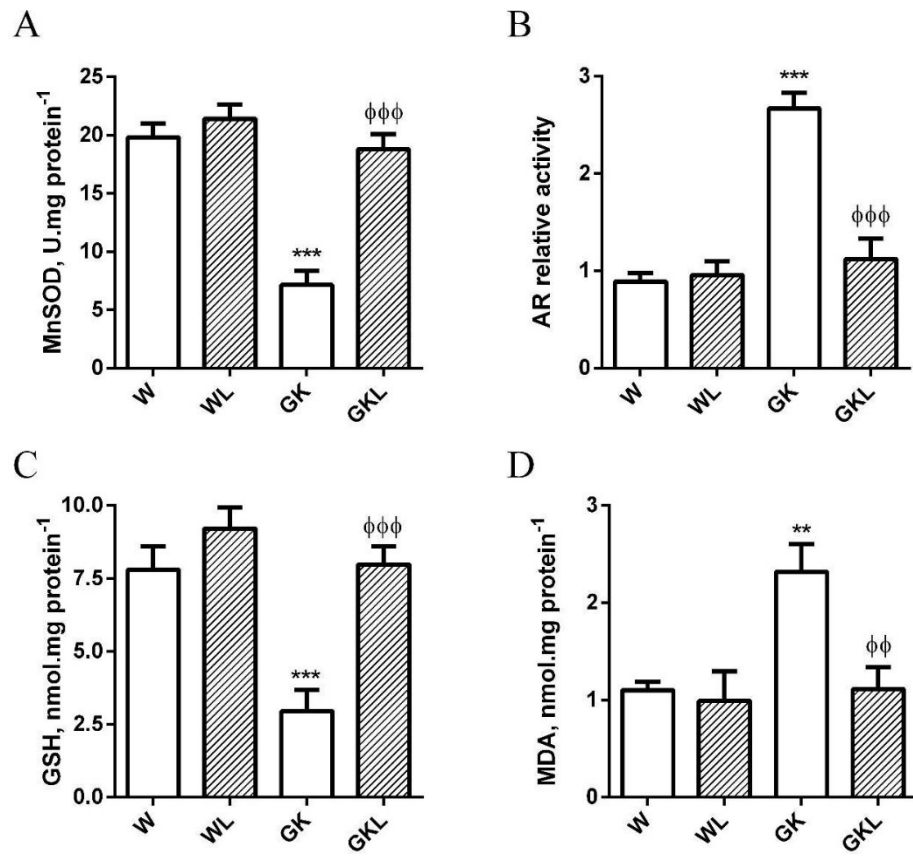 A
MnSOD, U.mg protein⁻¹
25
20
15
10
5
0
***
ϕϕϕ
W
WL
GK
GKL
B
AR relative activity
3
2
1
0
***
ϕϕϕ
W
WL
GK
GKL
C
GSH, nmol.mg protein⁻¹
10.0
7.5
5.0
2.5
0.0
***
ϕϕϕ
W
WL
GK
GKL
D
MDA, nmol.mg protein⁻¹
3
2
1
0
**
ϕϕ
W
WL
GK
GKL